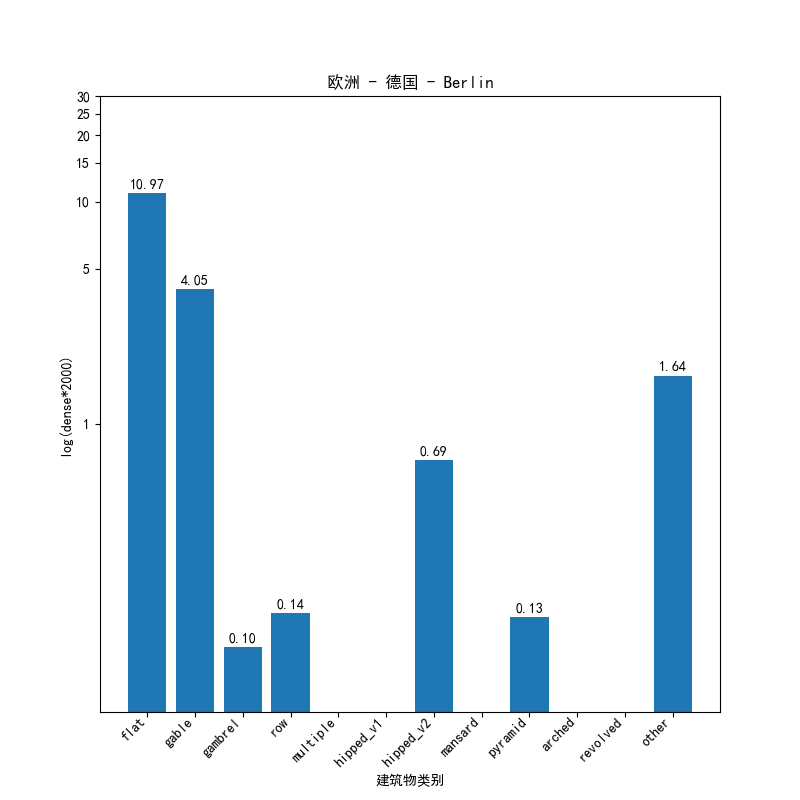 欧洲 - 德国 - Berlin
log(dense*2000)
30
25
20
15
10
5
1
10.97
4.05
0.10
0.14
0.69
0.13
1.64
flat
gable
gambrel
row
multiple
hipped_v1
hipped_v2
mansard
pyramid
arched
revolved
other
建筑物类别